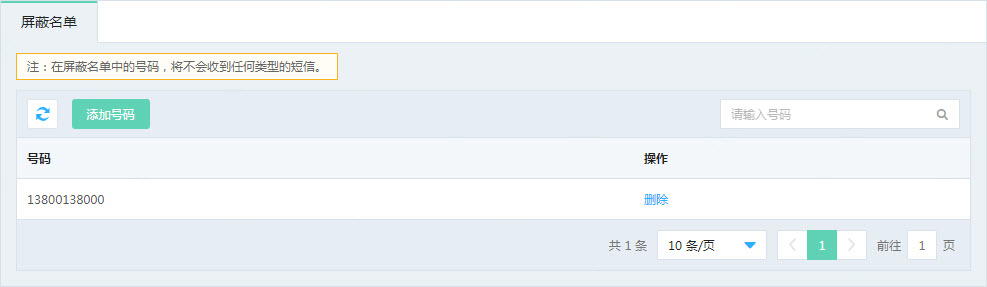 屏蔽名单
注：在屏蔽名单中的号码，将不会收到任何类型的短信。
添加号码 请输入号码
号码 操作
13800138000 删除
共 1 条 10 条/页 1 前往 1 页